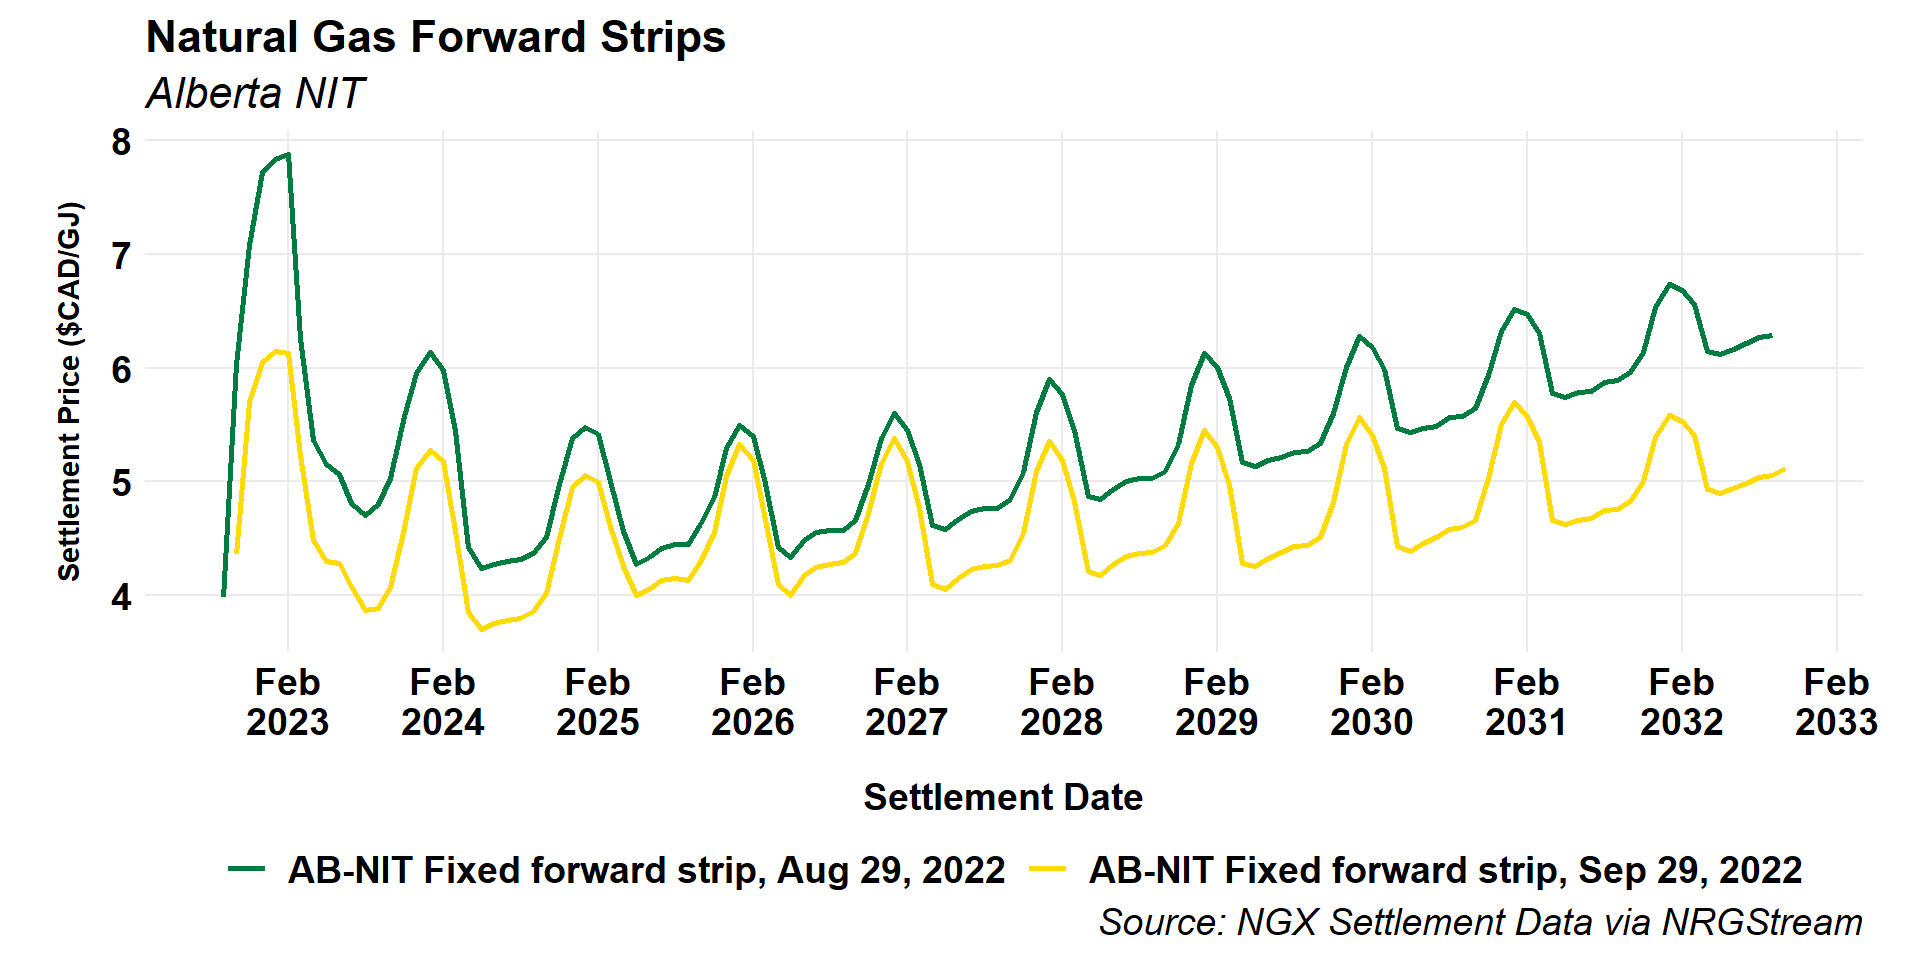 Natural Gas Forward Strips
Alberta NIT
Settlement Price ($CAD/GJ)
8
7
6
5
4
Feb 2023
Feb 2024
Feb 2025
Feb 2026
Feb 2027
Feb 2028
Feb 2029
Feb 2030
Feb 2031
Feb 2032
Feb 2033
Settlement Date
AB-NIT Fixed forward strip, Aug 29, 2022
AB-NIT Fixed forward strip, Sep 29, 2022
Source: NGX Settlement Data via NRGStream